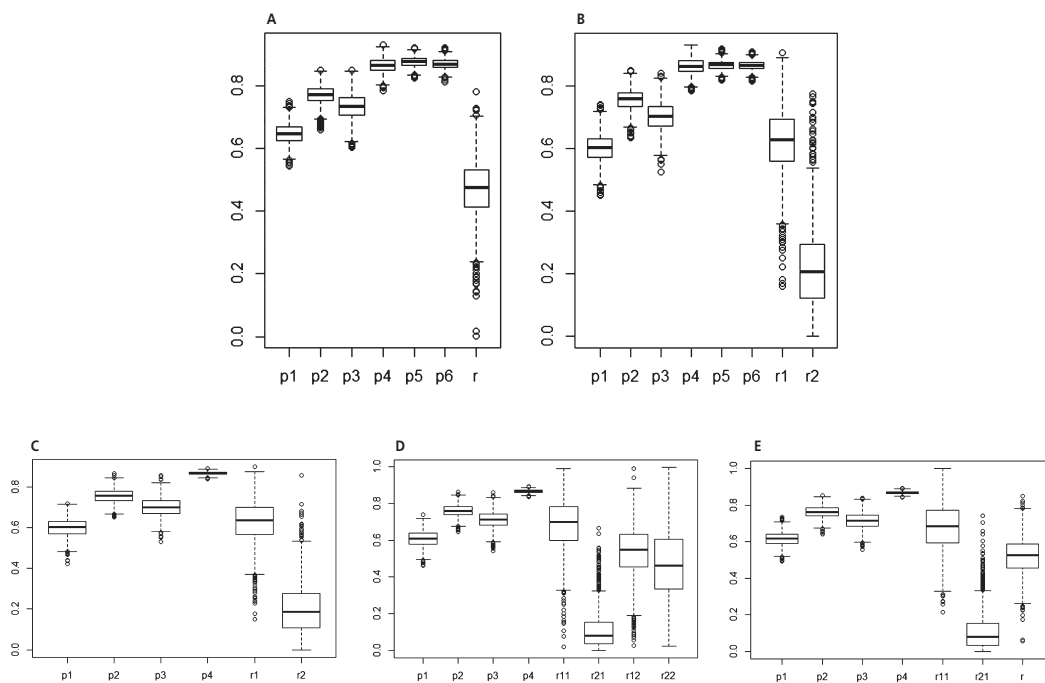 A
0.0 0.2 0.4 0.6 0.8
p1 p2 p3 p4 p5 p6 r
B
0.0 0.2 0.4 0.6 0.8
p1 p2 p3 p4 p5 p6 r1 r2
C
0.0 0.2 0.4 0.6 0.8
p1 p2 p3 p4 r1 r2
D
0.0 0.2 0.4 0.6 0.8 1.0
p1 p2 p3 p4 r11 r21 r12 r22
E
0.0 0.2 0.4 0.6 0.8 1.0
p1 p2 p3 p4 r11 r21 r